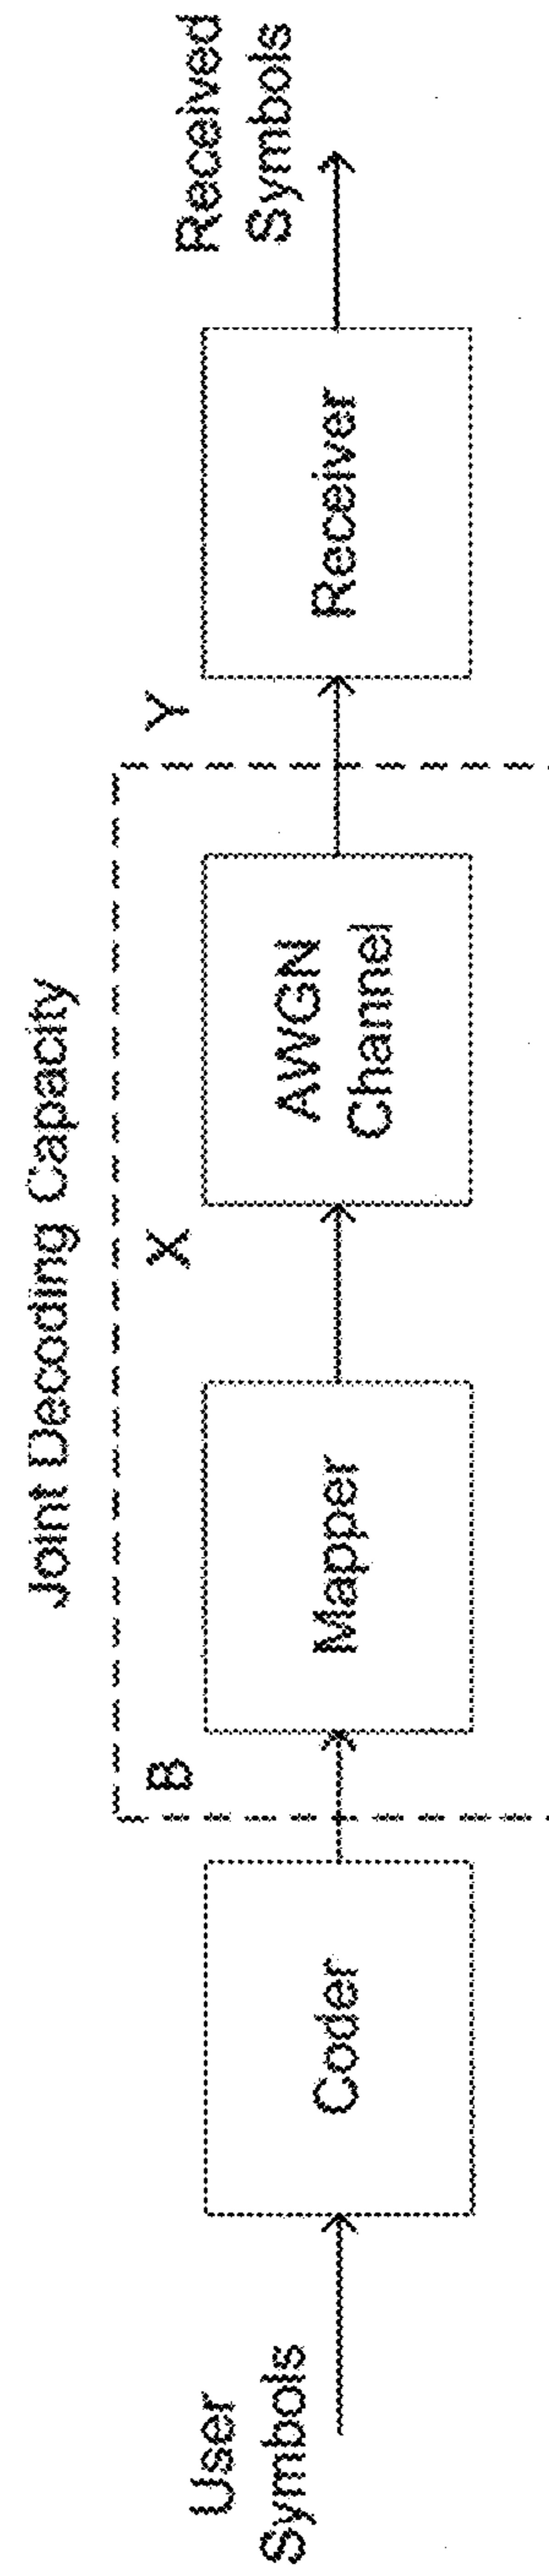 Joint Decoding Capacity
User
Symbols
Coder
B
Mapper
X
AWGN
Channel
Y
Receiver
Received
Symbols